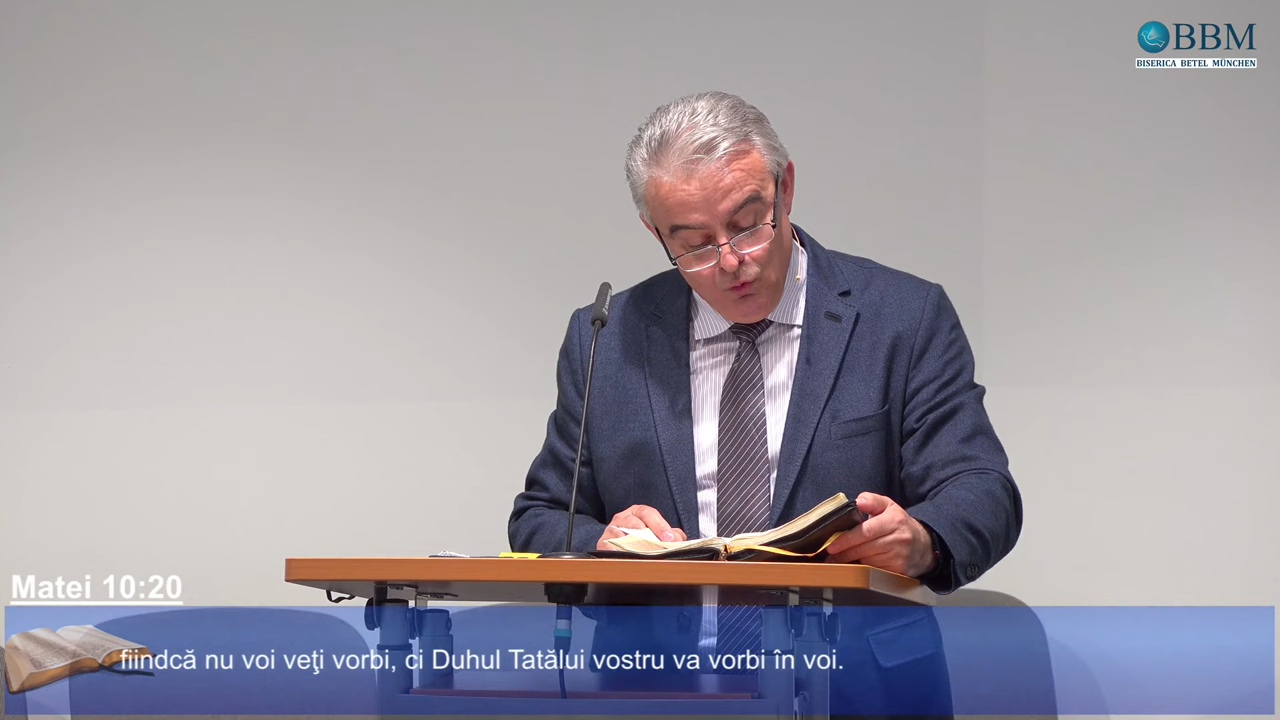 BBM
BISERICA BETEL MÜNCHEN
Matei 10:20
fiindcă nu voi veţi vorbi, ci Duhul Tatălui vostru va vorbi în voi.